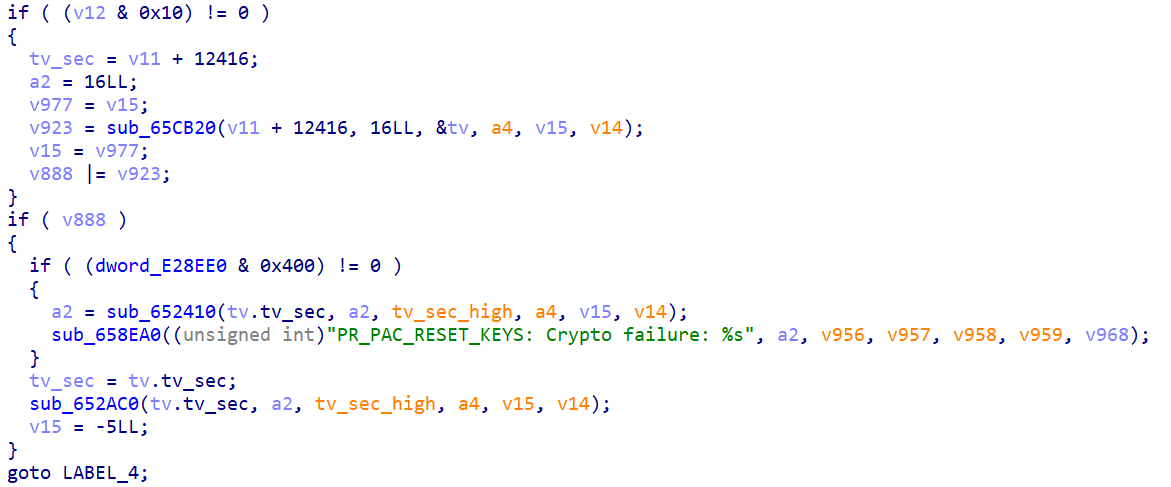 if ( (v12 & 0x10) != 0 )
{
  tv_sec = v11 + 12416;
  a2 = 16LL;
  v977 = v15;
  v923 = sub_65CB20(v11 + 12416, 16LL, &tv, a4, v15, v14);
  v15 = v977;
  v888 |= v923;
}
if ( v888 )
{
  if ( (dword_E28EE0 & 0x400) != 0 )
  {
    a2 = sub_652410(tv.tv_sec, a2, tv_sec_high, a4, v15, v14);
    sub_658EA0((unsigned int)"PR_PAC_RESET_KEYS: Crypto failure: %s", a2, v956, v957, v958, v959, v968);
  }
  tv_sec = tv.tv_sec;
  sub_652AC0(tv.tv_sec, a2, tv_sec_high, a4, v15, v14);
  v15 = -5LL;
}
goto LABEL_4;